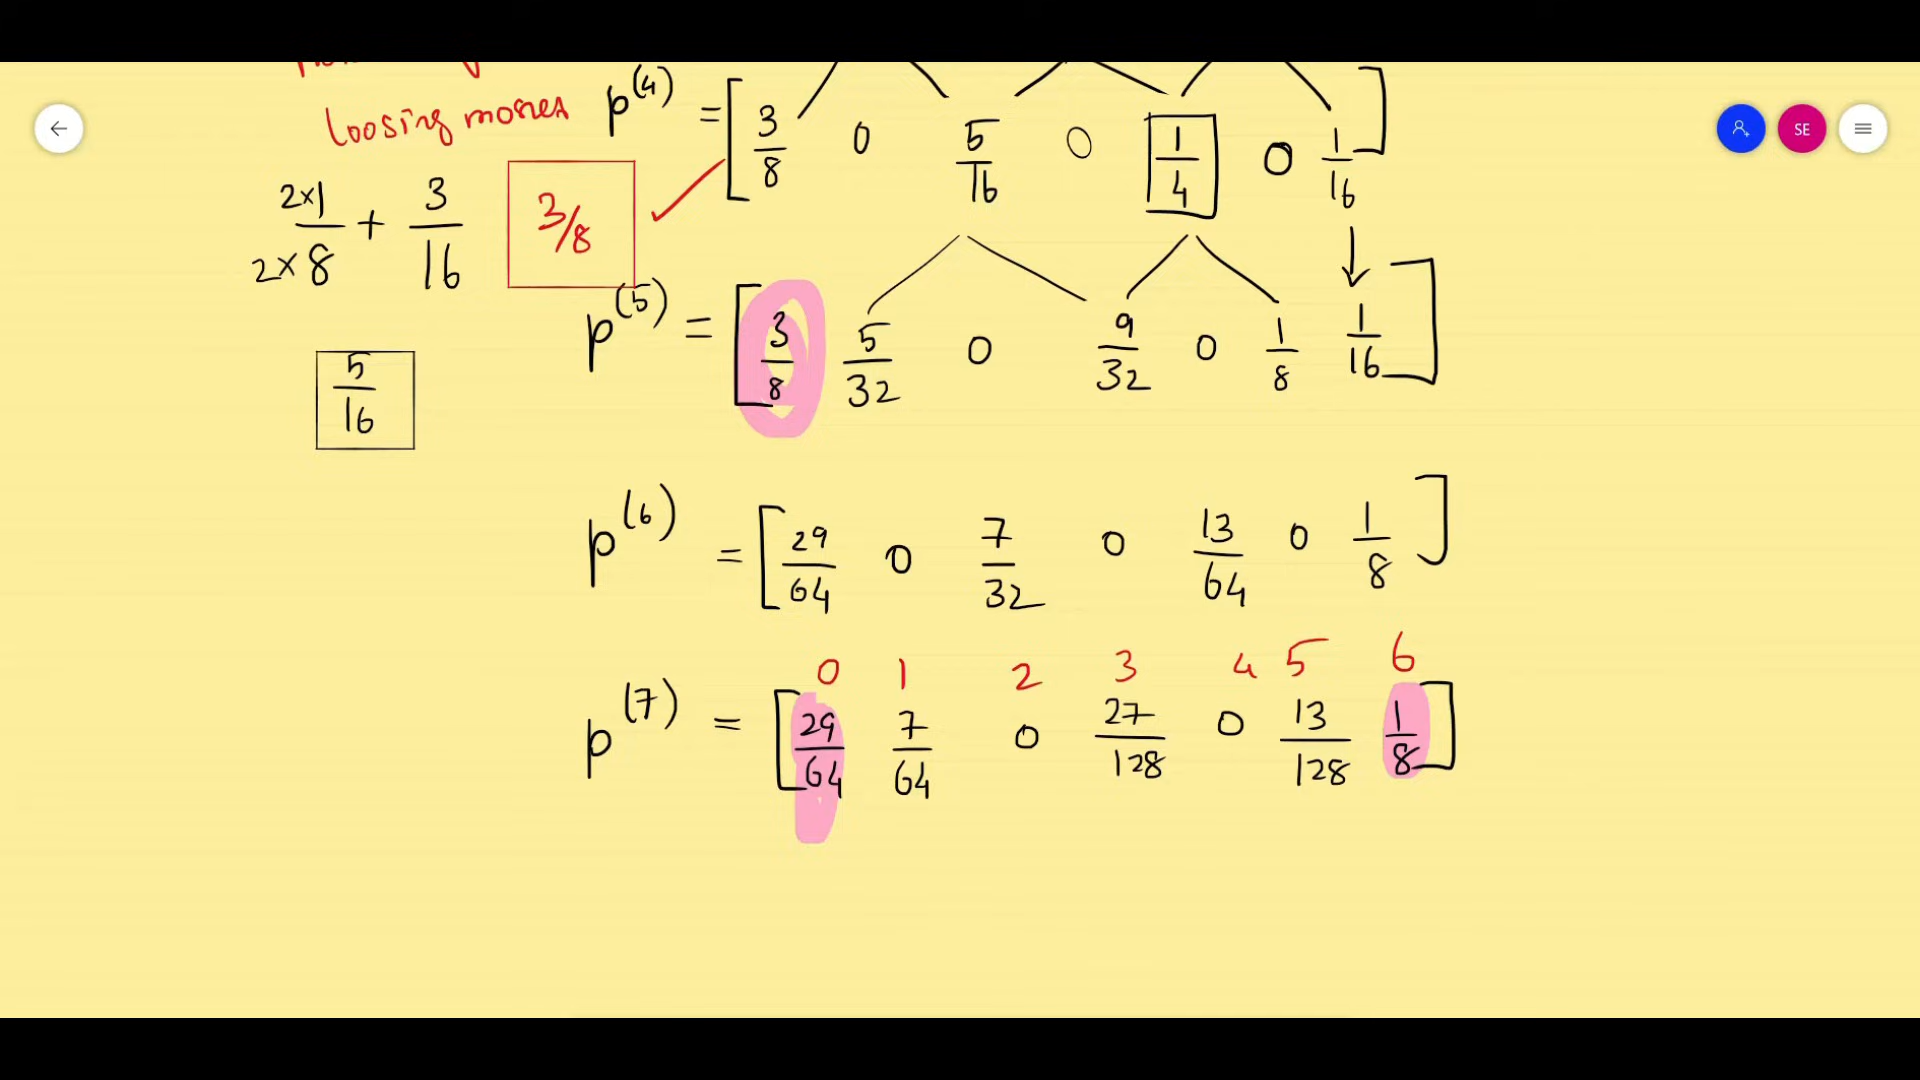 loosing money
p^(4) = [3/8 0 5/16 0 1/4 0 1/16]
2×1/2×8 + 3/16
3/8
p^(5) = [3/8 5/32 0 9/32 0 1/8 1/16]
5/16
p^(6) = [29/64 0 7/32 0 13/64 0 1/8]
0 1 2 3 4 5 6
p^(7) = [29/64 7/64 0 27/128 0 13/128 1/8]
SE